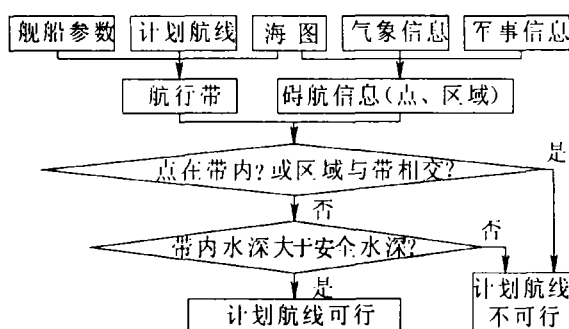 舰船参数 计划航线 海图 气象信息 军事信息
航行带 碍航信息(点、区域)
点在带内?或区域与带相交?
是
否
带内水深大于安全水深?
否
是
计划航线可行
计划航线
不可行